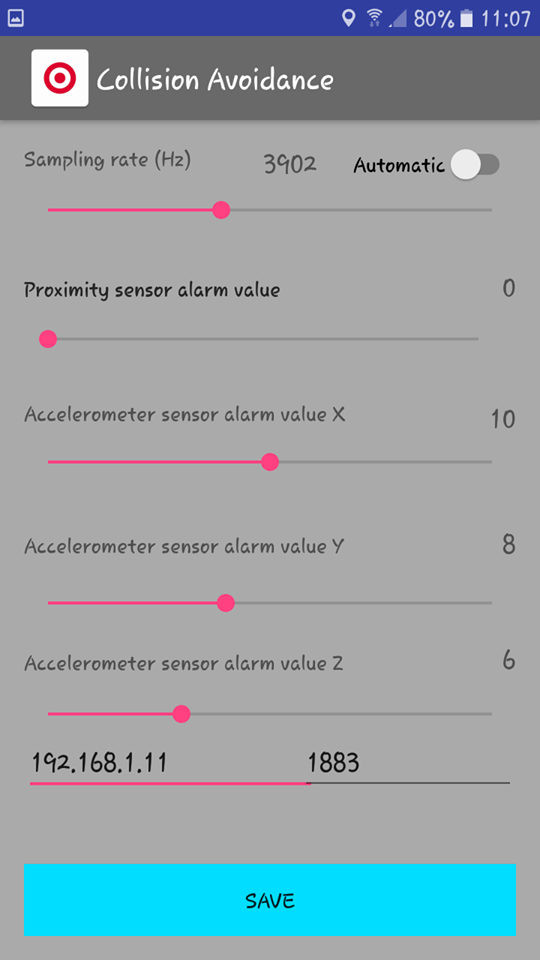 80% 11:07
Collision Avoidance
Sampling rate (Hz) 3902 Automatic
Proximity sensor alarm value 0
Accelerometer sensor alarm value X 10
Accelerometer sensor alarm value Y 8
Accelerometer sensor alarm value Z 6
192.168.1.11 1883
SAVE